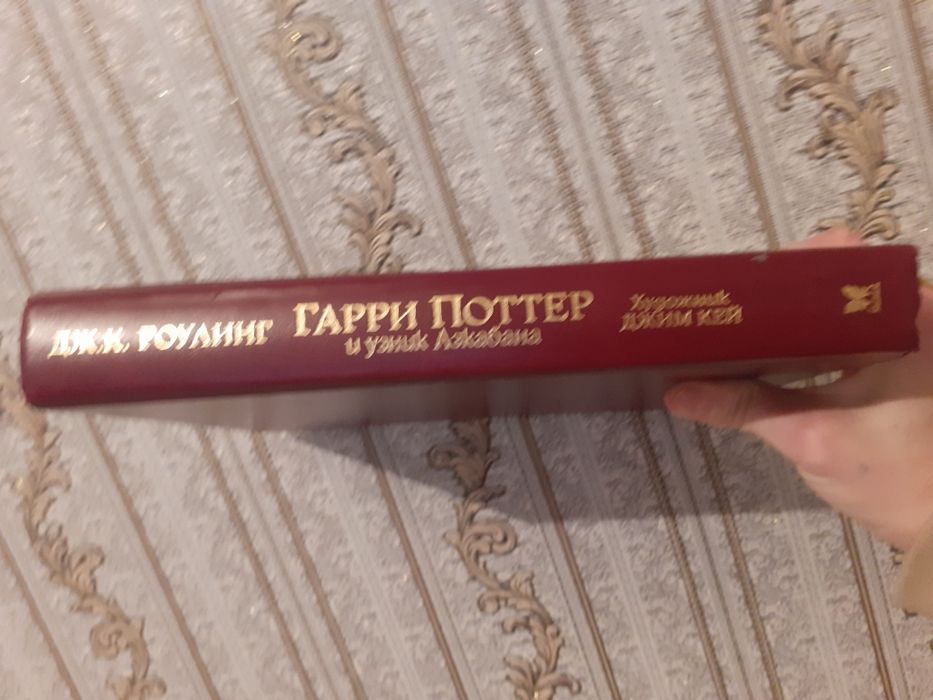 ДЖ.К. РОУЛИНГ
ГАРРИ ПОТТЕР
и узник Азкабана
Художник
ДЖИМ КЕЙ